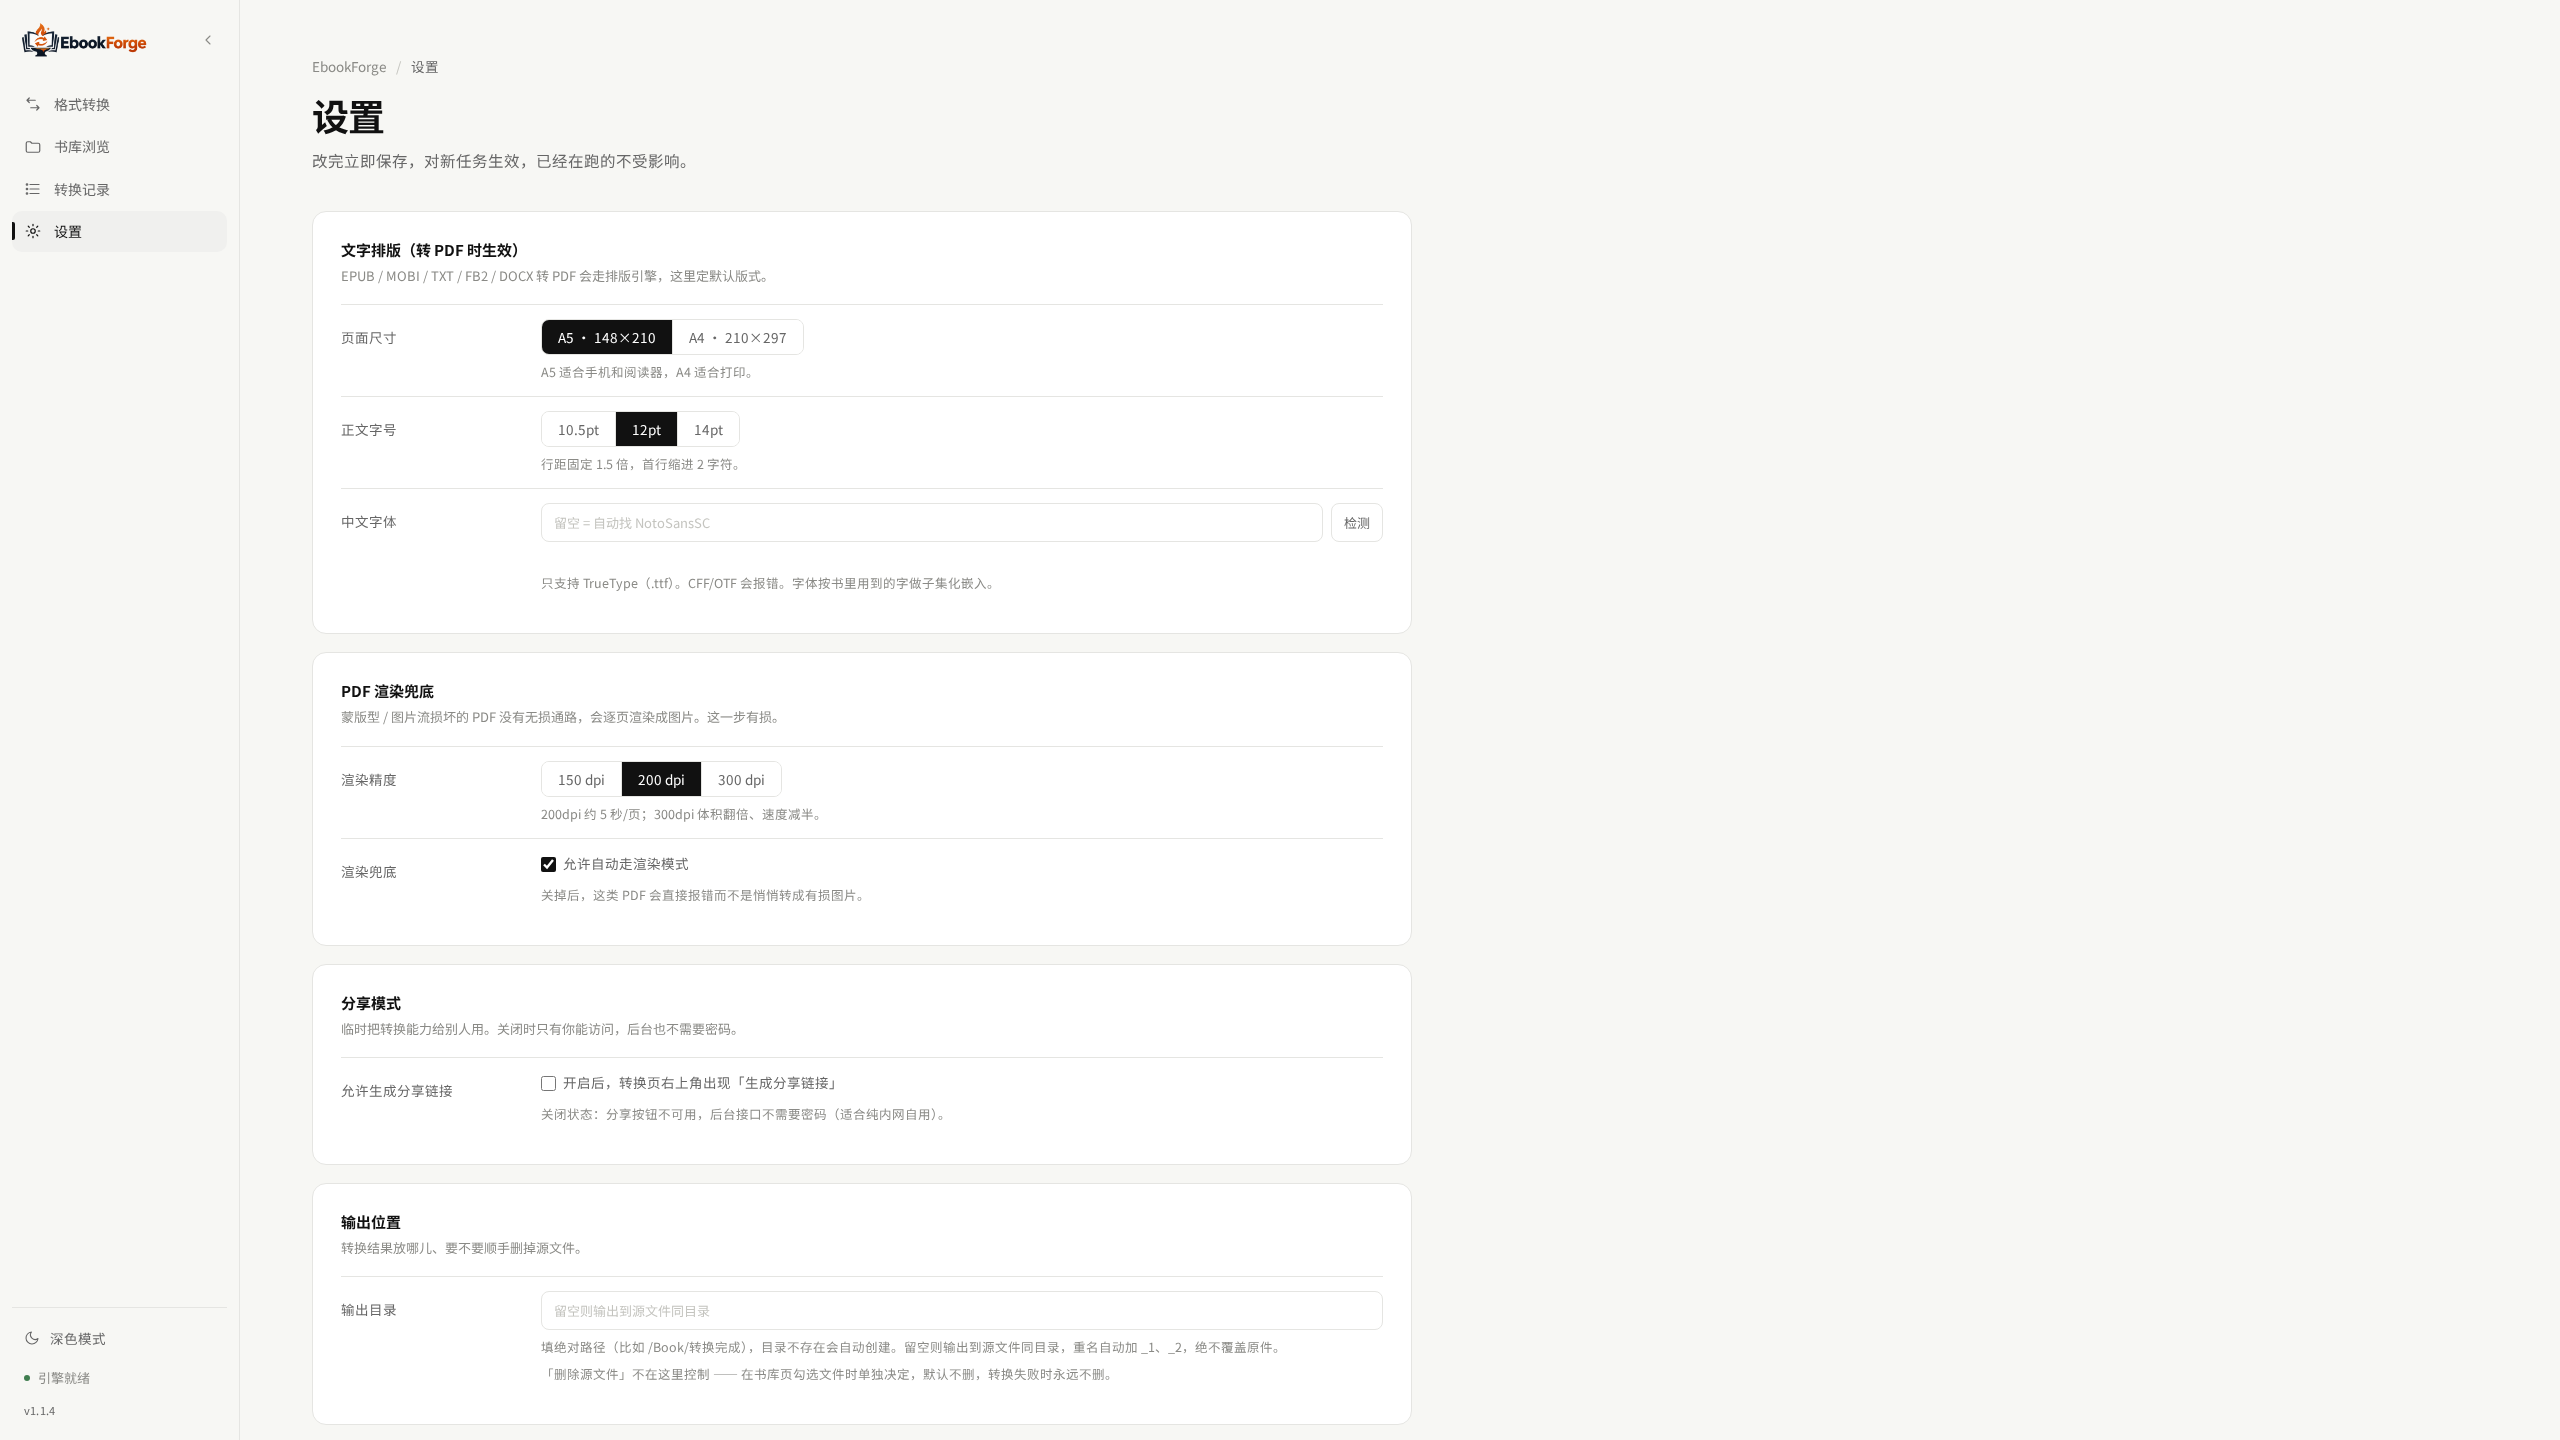 EbookForge
格式转换
书库浏览
转换记录
设置
深色模式
引擎就绪
v1.1.4
EbookForge / 设置
设置
改完立即保存，对新任务生效，已经在跑的不受影响。
文字排版（转 PDF 时生效）
EPUB / MOBI / TXT / FB2 / DOCX 转 PDF 会走排版引擎，这里定默认版式。
页面尺寸
A5 · 148×210 A4 · 210×297
A5 适合手机和阅读器，A4 适合打印。
正文字号
10.5pt 12pt 14pt
行距固定 1.5 倍，首行缩进 2 字符。
中文字体
留空 = 自动找 NotoSansSC 检测
只支持 TrueType（.ttf）。CFF/OTF 会报错。字体按书里用到的字做子集化嵌入。
PDF 渲染兜底
蒙版型 / 图片流损坏的 PDF 没有无损通路，会逐页渲染成图片。这一步有损。
渲染精度
150 dpi 200 dpi 300 dpi
200dpi 约 5 秒/页；300dpi 体积翻倍、速度减半。
渲染兜底
允许自动走渲染模式
关掉后，这类 PDF 会直接报错而不是悄悄转成有损图片。
分享模式
临时把转换能力给别人用。关闭时只有你能访问，后台也不需要密码。
允许生成分享链接
开启后，转换页右上角出现「生成分享链接」
关闭状态：分享按钮不可用，后台接口不需要密码（适合纯内网自用）。
输出位置
转换结果放哪儿、要不要顺手删掉源文件。
输出目录
留空则输出到源文件同目录
填绝对路径（比如 /Book/转换完成），目录不存在会自动创建。留空则输出到源文件同目录，重名自动加 _1、_2，绝不覆盖原件。
「删除源文件」不在这里控制 —— 在书库页勾选文件时单独决定，默认不删，转换失败时永远不删。